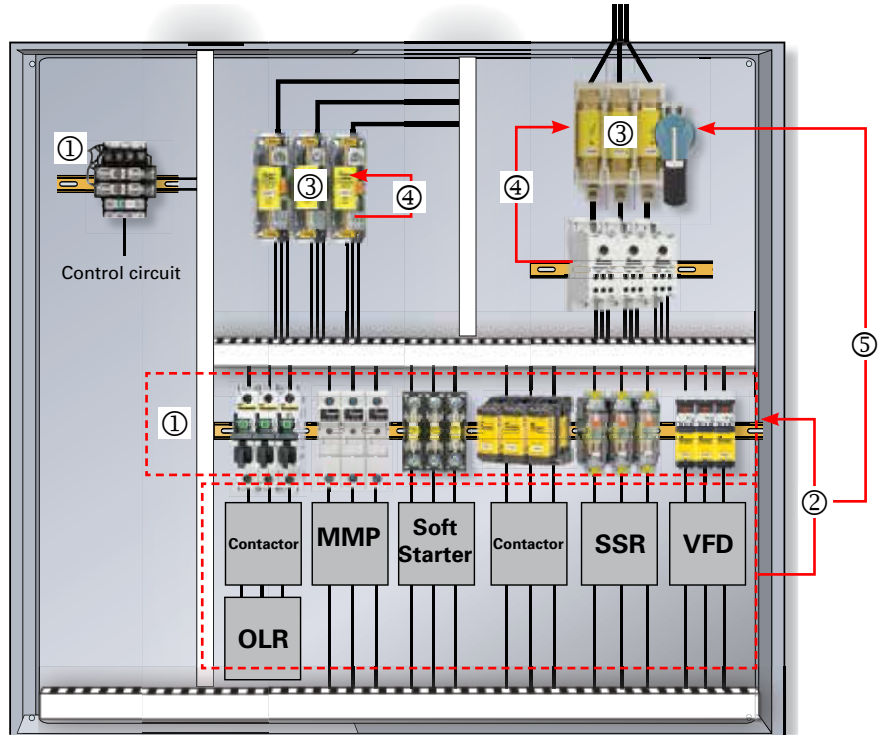 ①
Control circuit
③
④
④
③
⑤
①
②
Contactor
MMP
Soft
Starter
Contactor
SSR
VFD
OLR